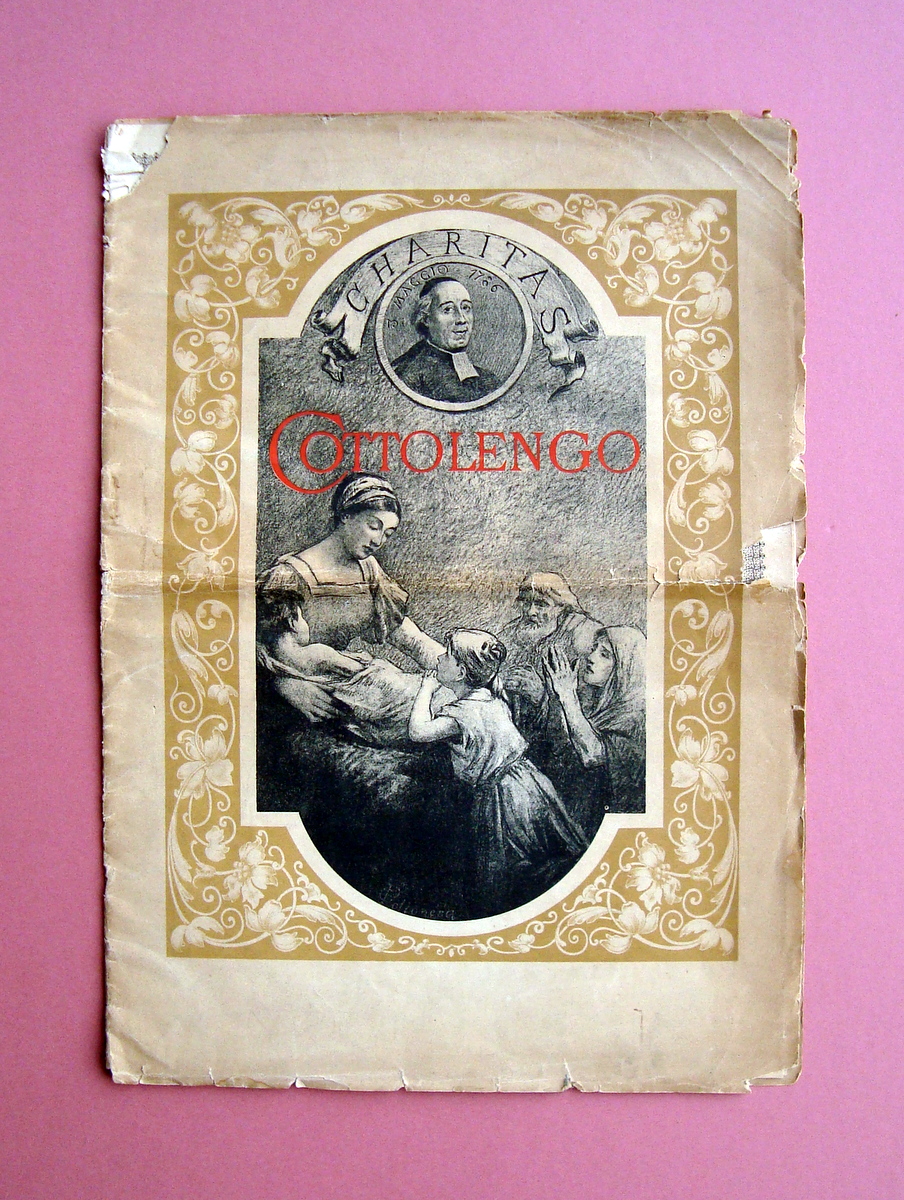 CHARITAS
3 MAGGIO 1786
COTTOLENGO